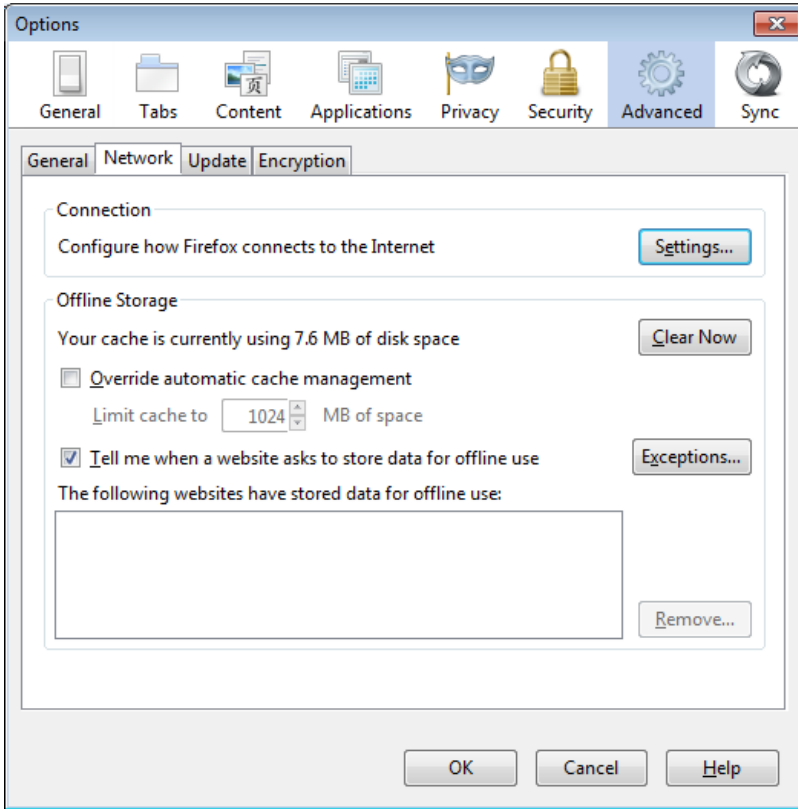 Options
General Tabs Content Applications Privacy Security Advanced Sync
页
General Network Update Encryption
Connection
Configure how Firefox connects to the Internet Settings...
Offline Storage
Your cache is currently using 7.6 MB of disk space Clear Now
Override automatic cache management
Limit cache to 1024 MB of space
Tell me when a website asks to store data for offline use Exceptions...
The following websites have stored data for offline use:
Remove...
OK Cancel Help